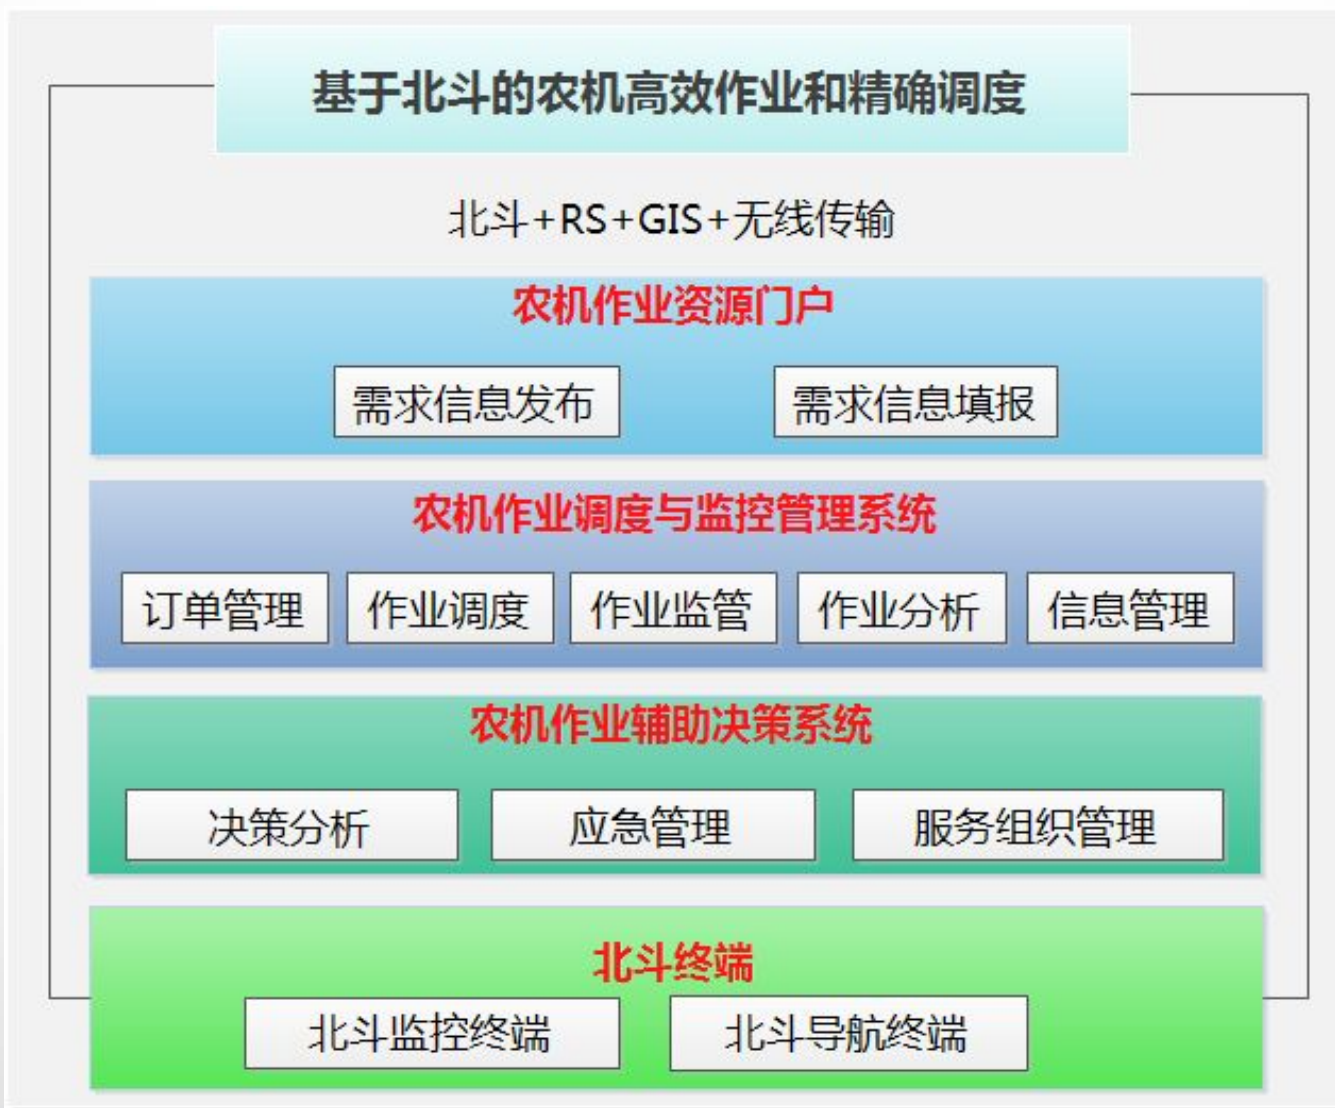 基于北斗的农机高效作业和精确调度
北斗+RS+GIS+无线传输
农机作业资源门户
需求信息发布 需求信息填报
农机作业调度与监控管理系统
订单管理 作业调度 作业监管 作业分析 信息管理
农机作业辅助决策系统
决策分析 应急管理 服务组织管理
北斗终端
北斗监控终端 北斗导航终端